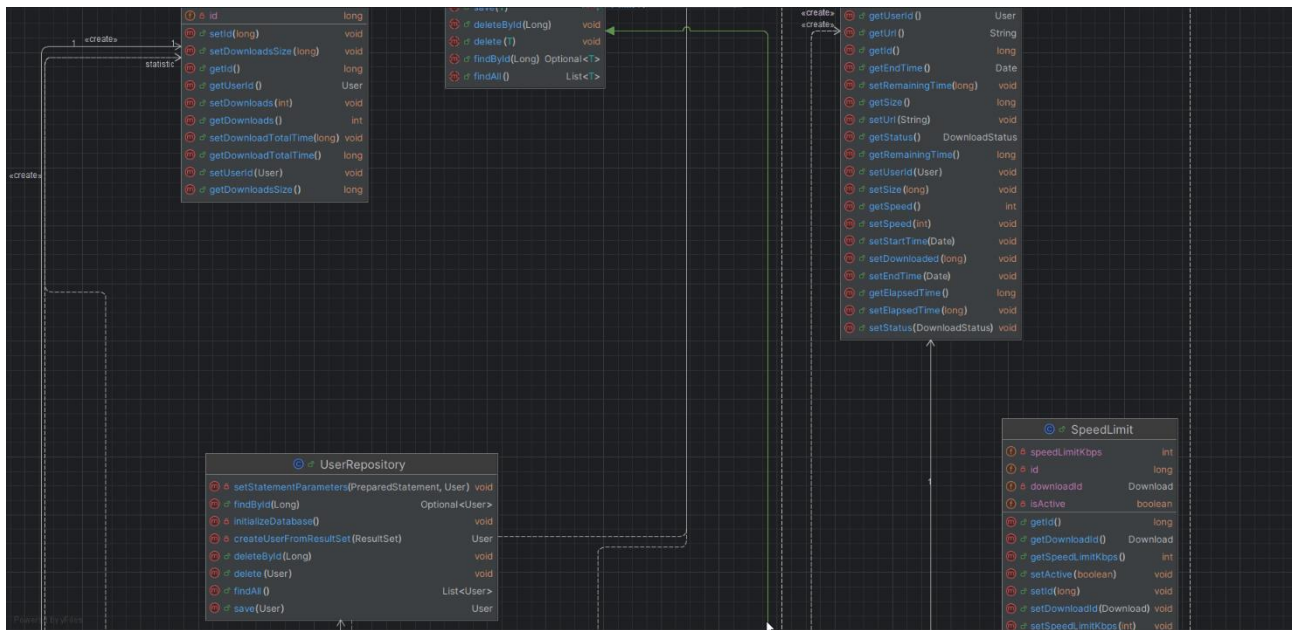 id long
setId(long) void
setDownloadsSize(long) void
getId() long
getUserId() User
setDownloads(int) void
getDownloads() int
setDownloadTotalTime(long) void
getDownloadTotalTime() long
setUserId(User) void
getDownloadsSize() long
1 «create» 1
statistic
«create»
save(T) T
deleteById(Long) void
delete(T) void
findById(Long) Optional<T>
findAll() List<T>
«create»
«create»
getUserId() User
getUrl() String
getId() long
getEndTime() Date
setRemainingTime(long) void
getSize() long
setUrl(String) void
getStatus() DownloadStatus
getRemainingTime() long
setUserId(User) void
setSize(long) void
getSpeed() int
setSpeed(int) void
setStartTime(Date) void
setDownloaded(long) void
setEndTime(Date) void
getElapsedTime() long
setElapsedTime(long) void
setStatus(DownloadStatus) void
1
UserRepository
setStatementParameters(PreparedStatement, User) void
findById(Long) Optional<User>
initializeDatabase() void
createUserFromResultSet(ResultSet) User
deleteById(Long) void
delete(User) void
findAll() List<User>
save(User) User
SpeedLimit
speedLimitKbps int
id long
downloadId Download
isActive boolean
getId() long
getDownloadId() Download
getSpeedLimitKbps() int
setActive(boolean) void
setId(long) void
setDownloadId(Download) void
setSpeedLimitKbps(int) void
Powered by yFiles